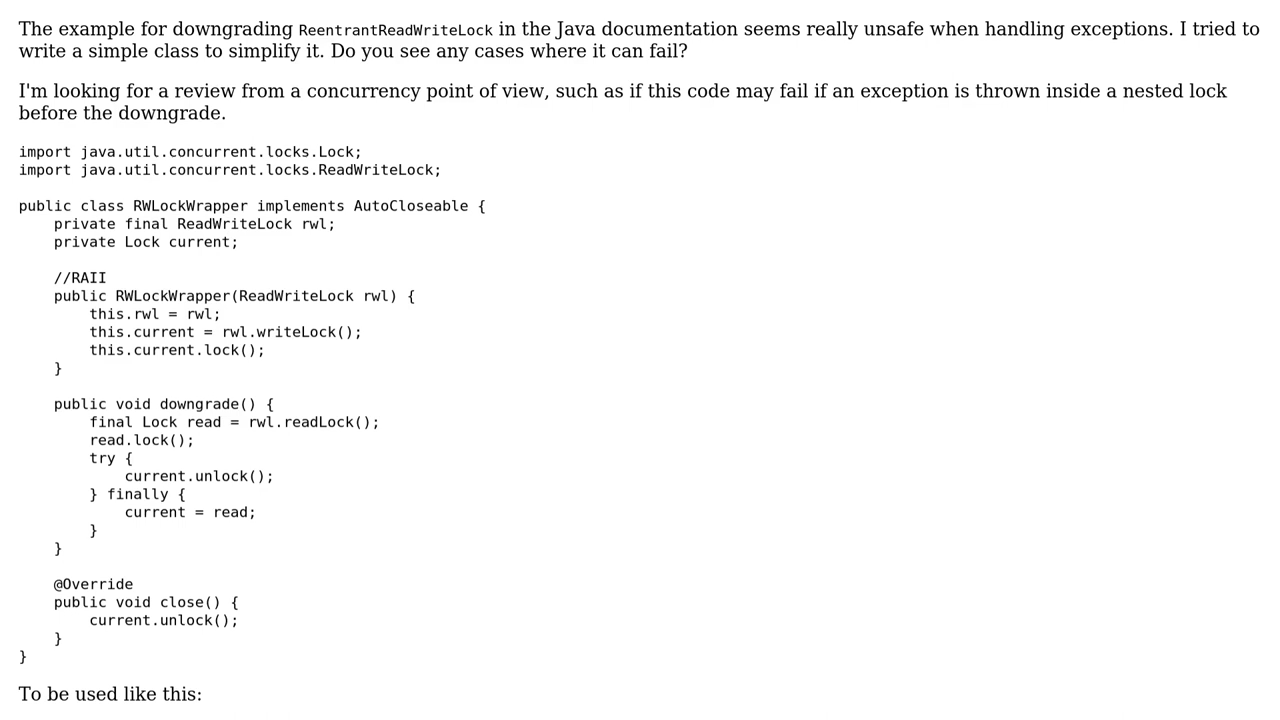 The example for downgrading ReentrantReadWriteLock in the Java documentation seems really unsafe when handling exceptions. I tried to
write a simple class to simplify it. Do you see any cases where it can fail?
I'm looking for a review from a concurrency point of view, such as if this code may fail if an exception is thrown inside a nested lock
before the downgrade.
import java.util.concurrent.locks.Lock;
import java.util.concurrent.locks.ReadWriteLock;

public class RWLockWrapper implements AutoCloseable {
    private final ReadWriteLock rwl;
    private Lock current;

    //RAII
    public RWLockWrapper(ReadWriteLock rwl) {
        this.rwl = rwl;
        this.current = rwl.writeLock();
        this.current.lock();
    }

    public void downgrade() {
        final Lock read = rwl.readLock();
        read.lock();
        try {
            current.unlock();
        } finally {
            current = read;
        }
    }

    @Override
    public void close() {
        current.unlock();
    }
}
To be used like this: